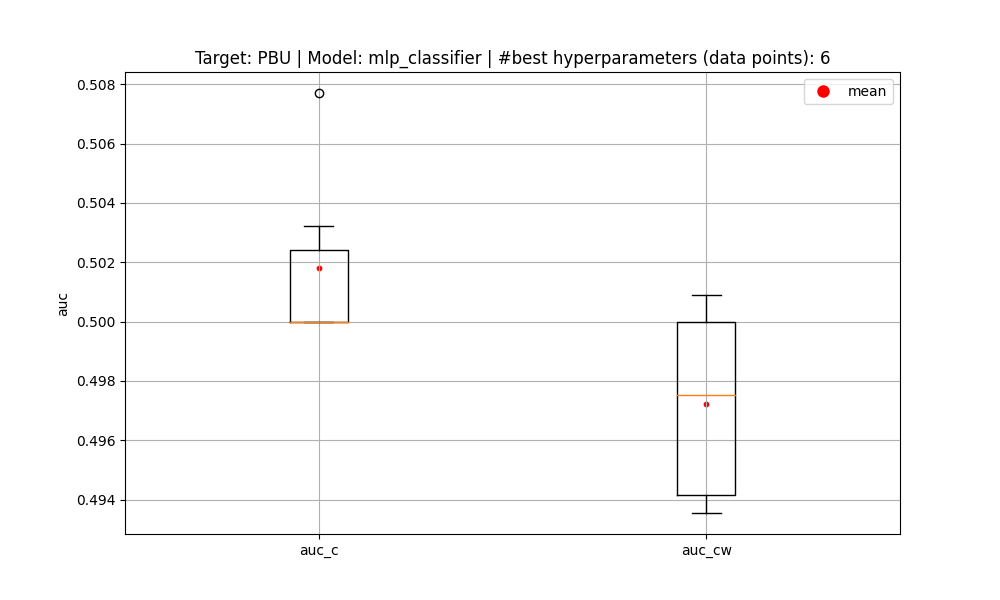 Target: PBU | Model: mlp_classifier | #best hyperparameters (data points): 6
mean
0.508
0.506
0.504
0.502
0.500
0.498
0.496
0.494
auc
auc_c
auc_cw